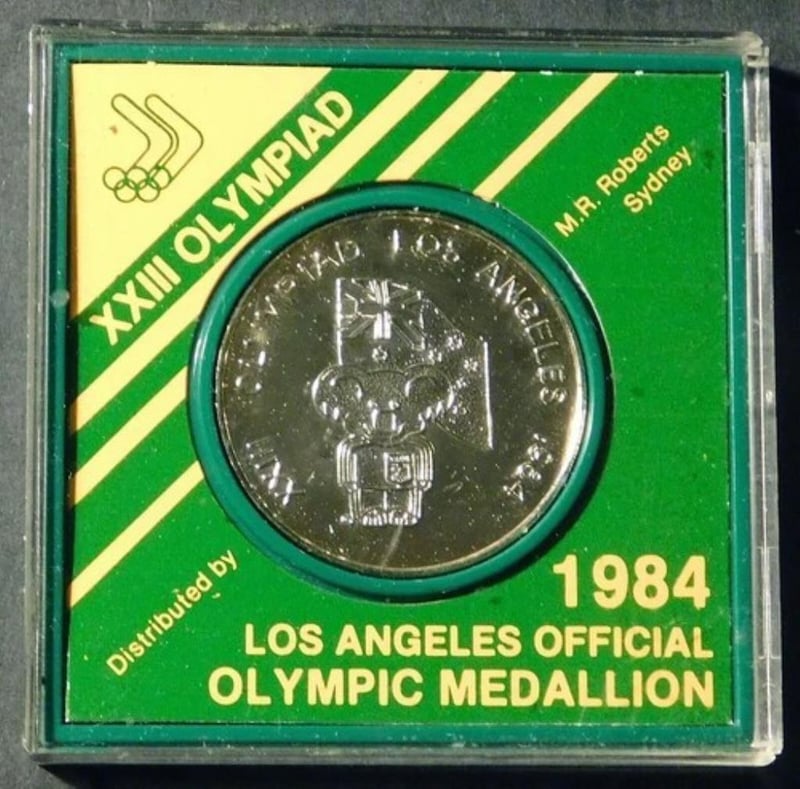 XXIII OLYMPIAD
M.R. Roberts
Sydney
XXIII OLYMPIAD LOS ANGELES 1984
Distributed by
1984
LOS ANGELES OFFICIAL
OLYMPIC MEDALLION